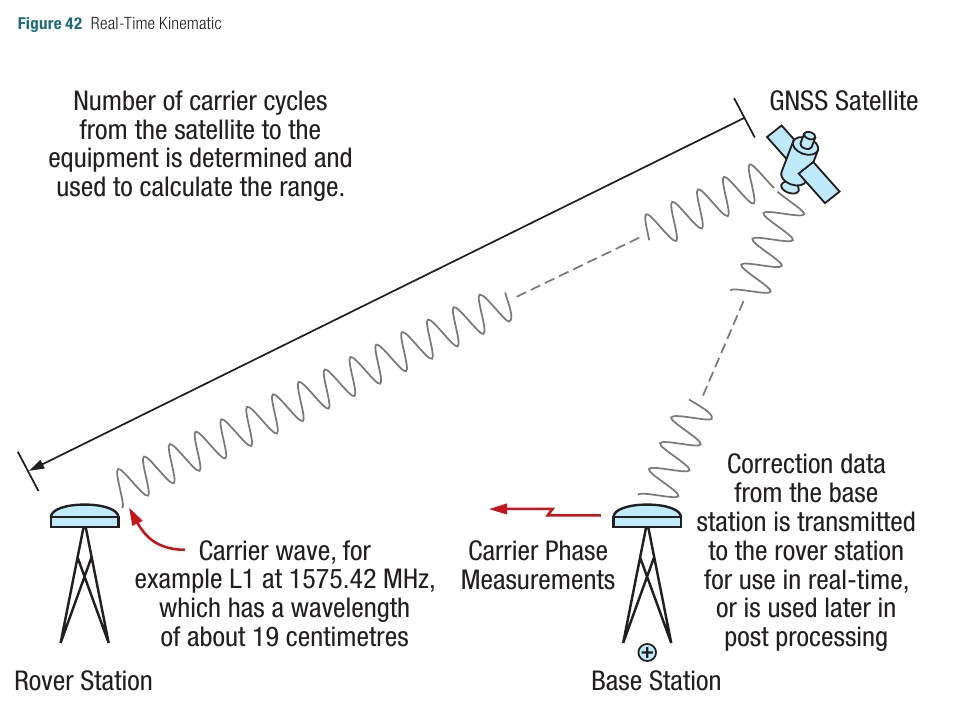 Figure 42 Real-Time Kinematic
Number of carrier cycles
from the satellite to the
equipment is determined and
used to calculate the range.
GNSS Satellite
Correction data
from the base
station is transmitted
to the rover station
for use in real-time,
or is used later in
post processing
Carrier wave, for
example L1 at 1575.42 MHz,
which has a wavelength
of about 19 centimetres
Carrier Phase
Measurements
Rover Station
Base Station